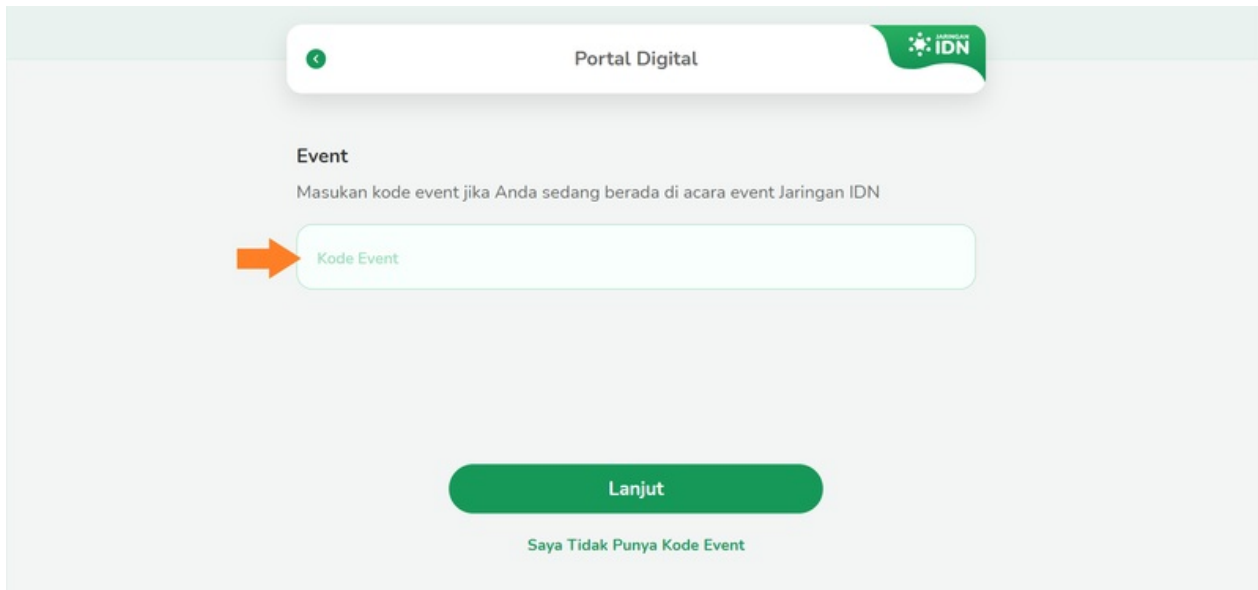 Portal Digital
JARINGAN
IDN
Event
Masukan kode event jika Anda sedang berada di acara event Jaringan IDN
Kode Event
Lanjut
Saya Tidak Punya Kode Event